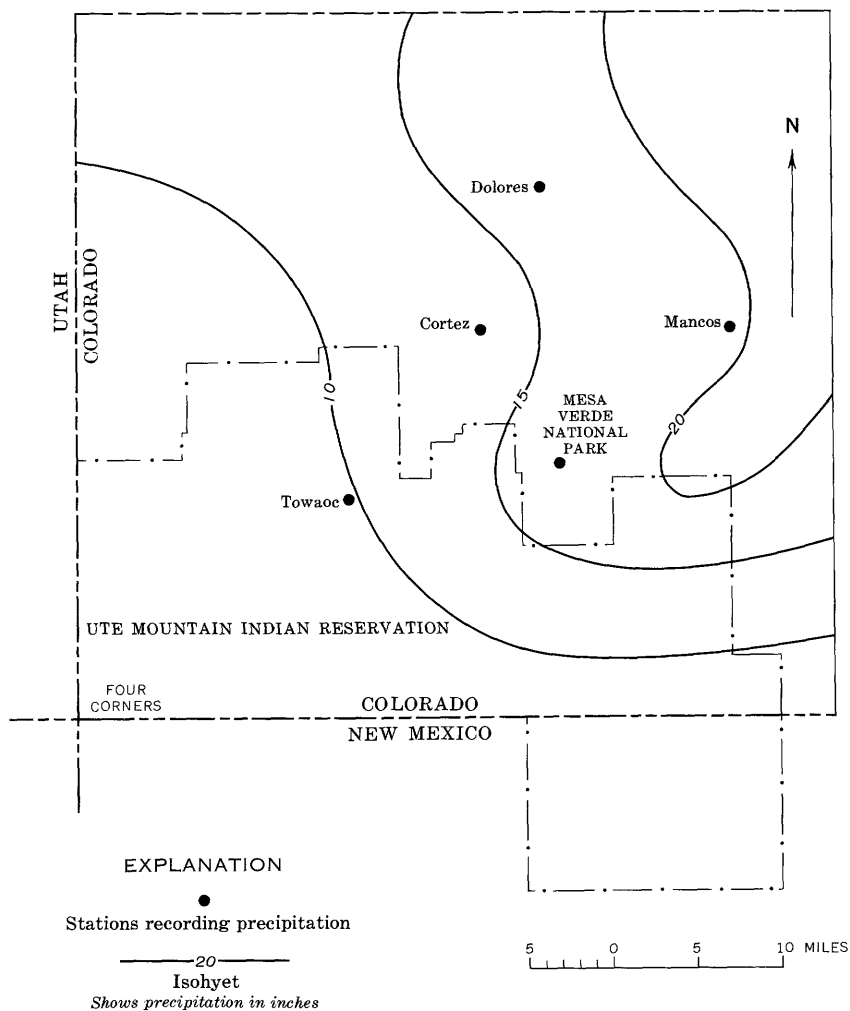 N
Dolores
UTAH
COLORADO
Cortez
Mancos
10
15
MESA
VERDE
NATIONAL
PARK
20
Towaoc
UTE MOUNTAIN INDIAN RESERVATION
FOUR
CORNERS
COLORADO
NEW MEXICO
EXPLANATION
Stations recording precipitation
20
Isohyet
Shows precipitation in inches
5 0 5 10 MILES